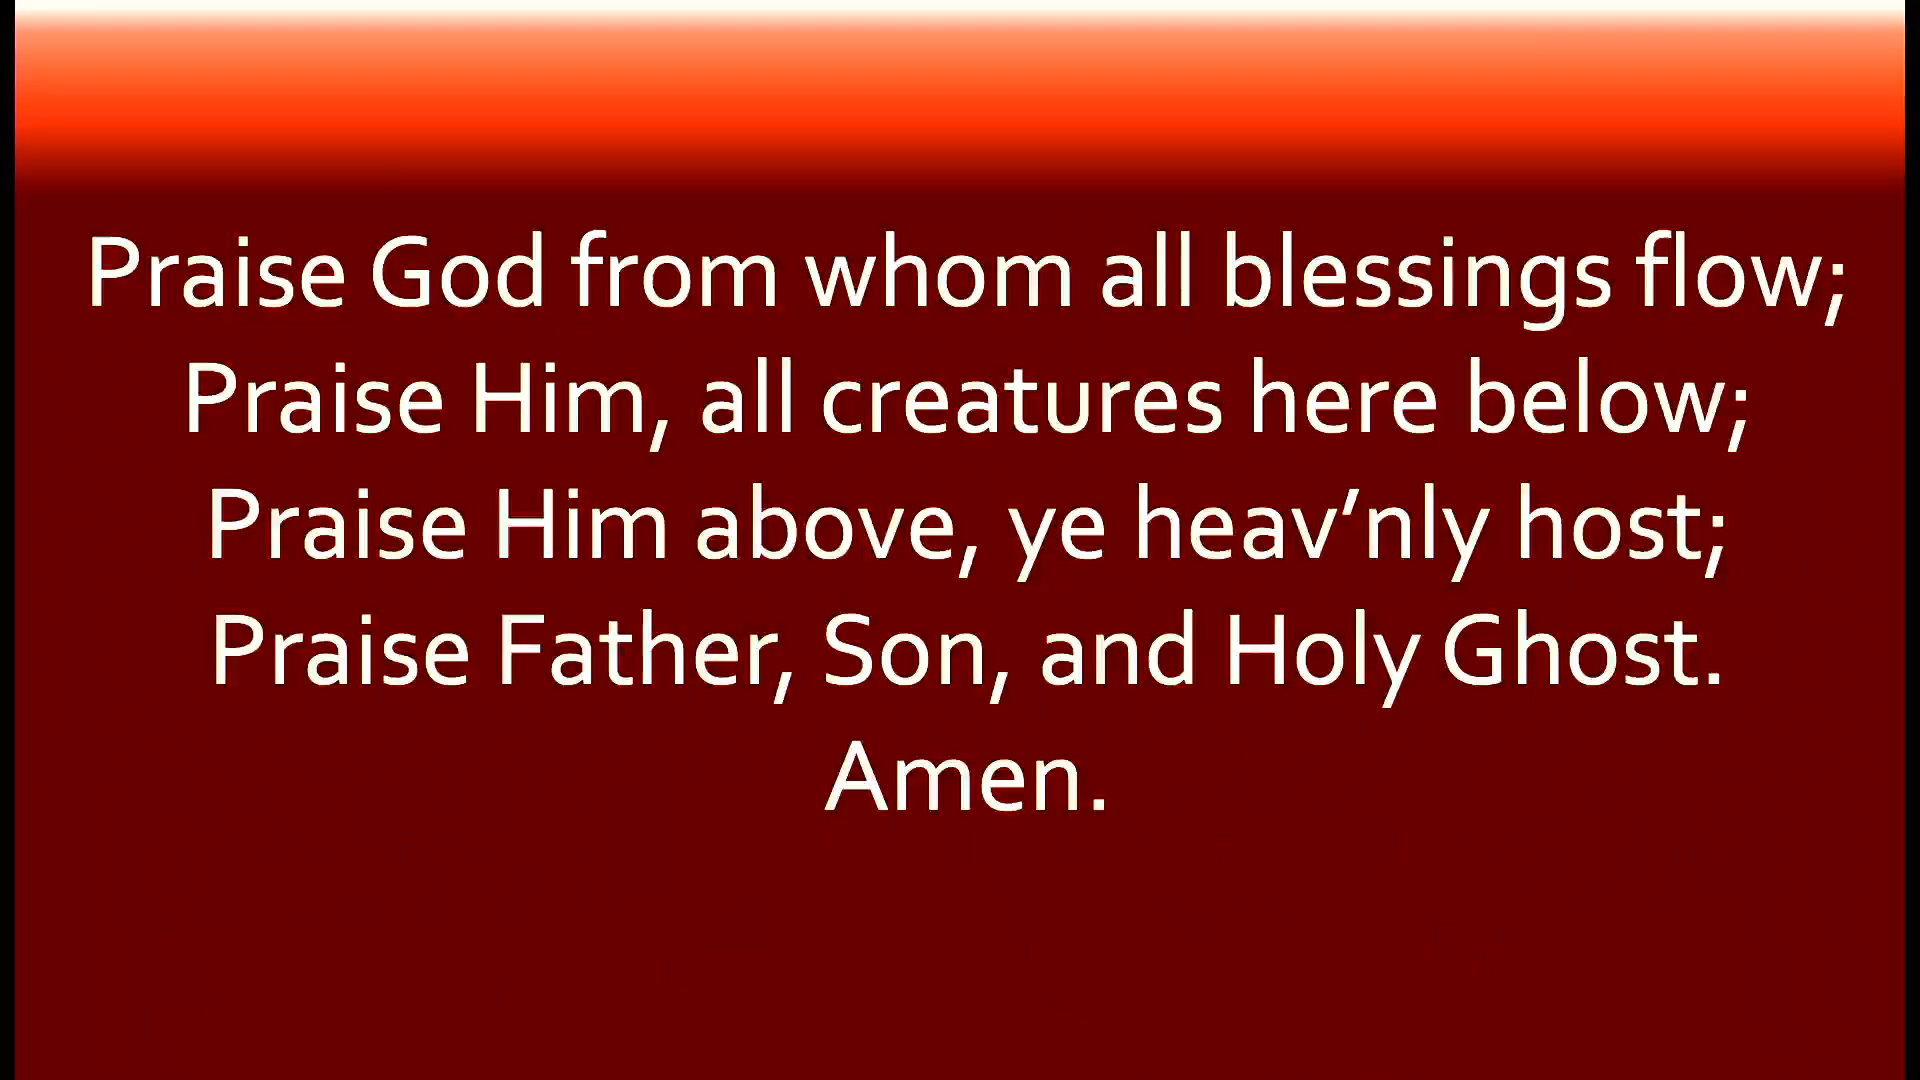 Praise God from whom all blessings flow;
Praise Him, all creatures here below;
Praise Him above, ye heav’nly host;
Praise Father, Son, and Holy Ghost.
Amen.